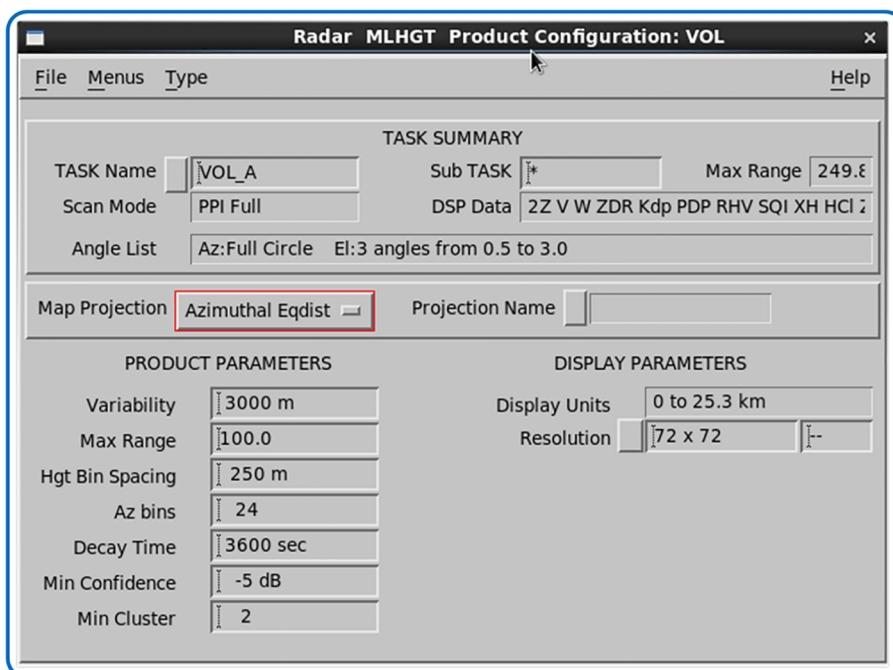 Radar MLHGT Product Configuration: VOL
File Menus Type Help
TASK SUMMARY
TASK Name VOL_A Sub TASK * Max Range 249.8
Scan Mode PPI Full DSP Data 2Z V W ZDR Kdp PDP RHV SQI XH HCl
Angle List Az:Full Circle El:3 angles from 0.5 to 3.0
Map Projection Azimuthal Eqdist Projection Name
PRODUCT PARAMETERS DISPLAY PARAMETERS
Variability 3000 m Display Units 0 to 25.3 km
Max Range 100.0 Resolution 72 x 72 --
Hgt Bin Spacing 250 m
Az bins 24
Decay Time 3600 sec
Min Confidence -5 dB
Min Cluster 2